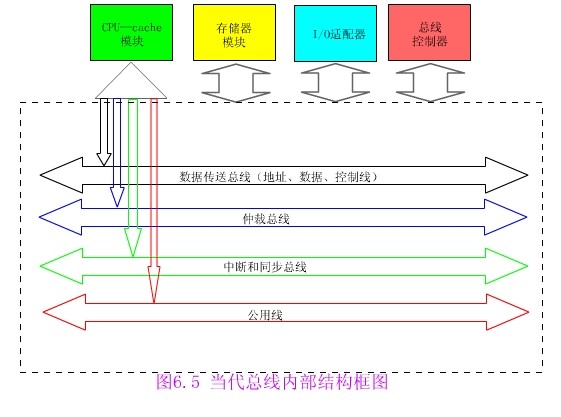 CPU—cache
模块
存储器
模块
I/O适配器
总线
控制器
数据传送总线（地址、数据、控制线）
仲裁总线
中断和同步总线
公用线
图6.5 当代总线内部结构框图